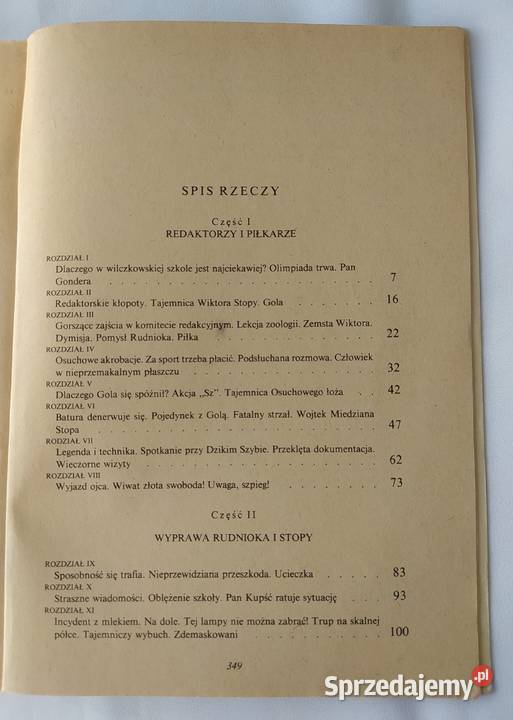 SPIS RZECZY
Część I
REDAKTORZY I PIŁKARZE
ROZDZIAŁ I
Dlaczego w wilczkowskiej szkole jest najciekawiej? Olimpiada trwa. Pan
Gondera . . . . . . . . . . . . . . 7
ROZDZIAŁ II
Redaktorskie kłopoty. Tajemnica Wiktora Stopy. Gola . . . . . . 16
ROZDZIAŁ III
Gorszące zajścia w komitecie redakcyjnym. Lekcja zoologii. Zemsta Wiktora.
Dymisja. Pomysł Rudnioka. Piłka . . . . . . . . . 22
ROZDZIAŁ IV
Osuchowe akrobacje. Za sport trzeba płacić. Podsłuchana rozmowa. Człowiek
w nieprzemakalnym płaszczu . . . . . . . . . . 32
ROZDZIAŁ V
Dlaczego Gola się spóźnił? Akcja „Sz". Tajemnica Osuchowego łoża . . 42
ROZDZIAŁ VI
Batura denerwuje się. Pojedynek z Golą. Fatalny strzał. Wojtek Miedziana
Stopa . . . . . . . . . . . . . . . 47
RODZIAŁ VII
Legenda i technika. Spotkanie przy Dzikim Szybie. Przeklęta dokumentacja.
Wieczorne wizyty . . . . . . . . . . . . 62
ROZDZIAŁ VIII
Wyjazd ojca. Wiwat złota swoboda! Uwaga, szpieg! . . . . . . 73
Część II
WYPRAWA RUDNIOKA I STOPY
ROZDZIAŁ IX
Sposobność się trafia. Nieprzewidziana przeszkoda. Ucieczka . . . . . 83
ROZDZIAŁ X
Straszne wiadomości. Oblężenie szkoły. Pan Kupść ratuje sytuację . . . . 93
ROZDZIAŁ XI
Incydent z mlekiem. Na dole. Tej lampy nie można zabrać! Trup na skalnej
półce. Tajemniczy wybuch. Zdemaskowani . . . . . . . . 100
349
Sprzedajemy.pl